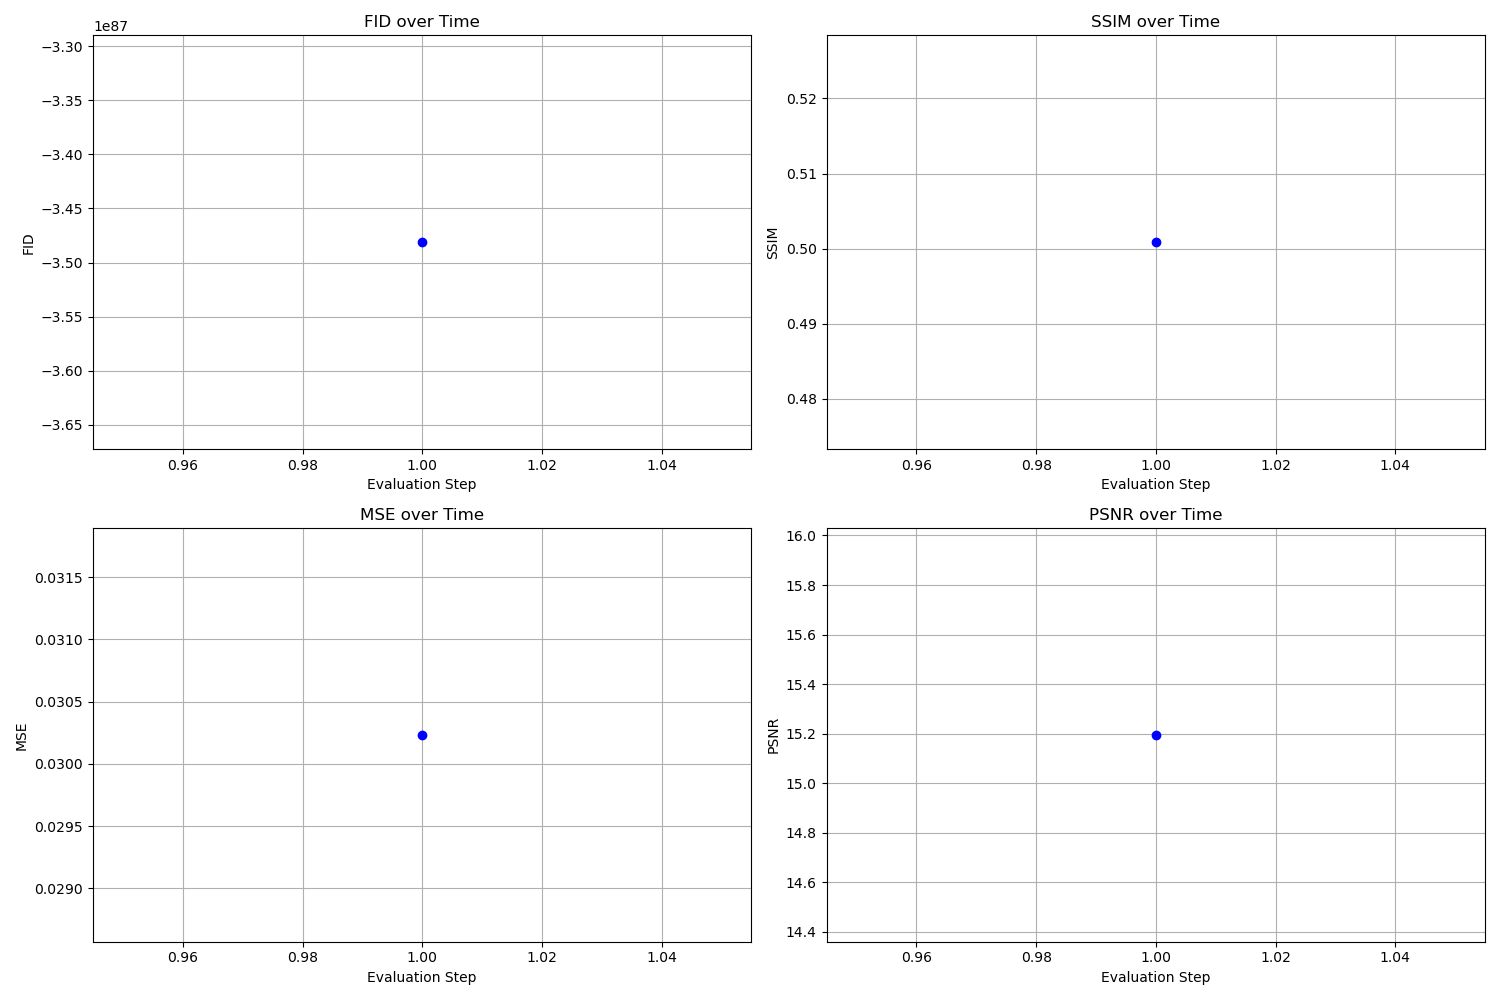 FID over Time
1e87
FID
−3.30
−3.35
−3.40
−3.45
−3.50
−3.55
−3.60
−3.65
0.96 0.98 1.00 1.02 1.04
Evaluation Step
SSIM over Time
SSIM
0.52
0.51
0.50
0.49
0.48
0.96 0.98 1.00 1.02 1.04
Evaluation Step
MSE over Time
MSE
0.0315
0.0310
0.0305
0.0300
0.0295
0.0290
0.96 0.98 1.00 1.02 1.04
Evaluation Step
PSNR over Time
PSNR
16.0
15.8
15.6
15.4
15.2
15.0
14.8
14.6
14.4
0.96 0.98 1.00 1.02 1.04
Evaluation Step